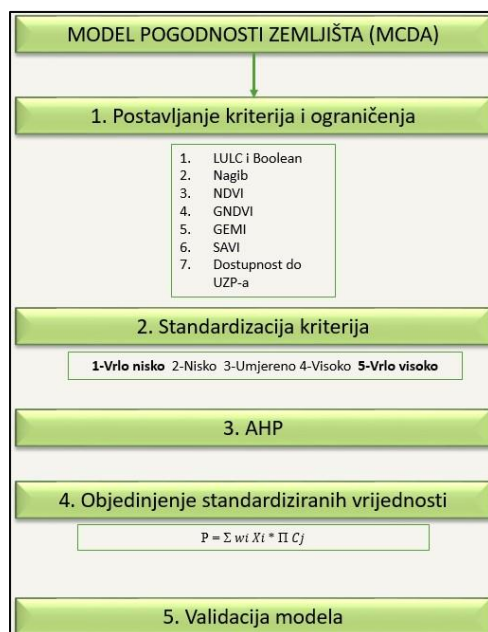 MODEL POGODNOSTI ZEMLJIŠTA (MCDA)
1. Postavljanje kriterija i ograničenja
1. LULC i Boolean
2. Nagib
3. NDVI
4. GNDVI
5. GEMI
6. SAVI
7. Dostupnost do
UZP-a
2. Standardizacija kriterija
1-Vrlo nisko 2-Nisko 3-Umjereno 4-Visoko 5-Vrlo visoko
3. AHP
4. Objedinjenje standardiziranih vrijednosti
P = Σ wi Xi * Π Cj
5. Validacija modela